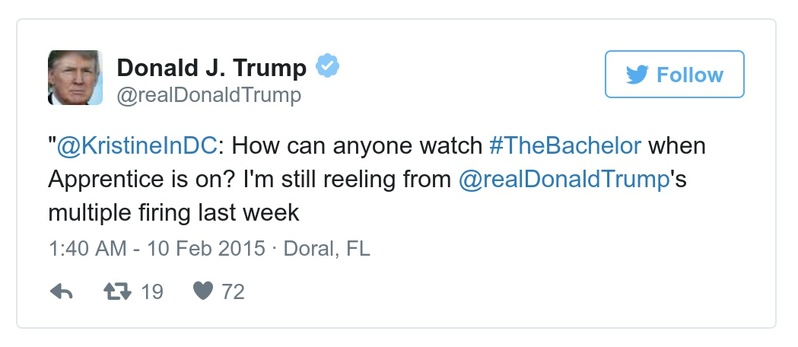 Donald J. Trump
@realDonaldTrump
Follow
"@KristineInDC: How can anyone watch #TheBachelor when
Apprentice is on? I'm still reeling from @realDonaldTrump's
multiple firing last week
1:40 AM - 10 Feb 2015 · Doral, FL
19 72